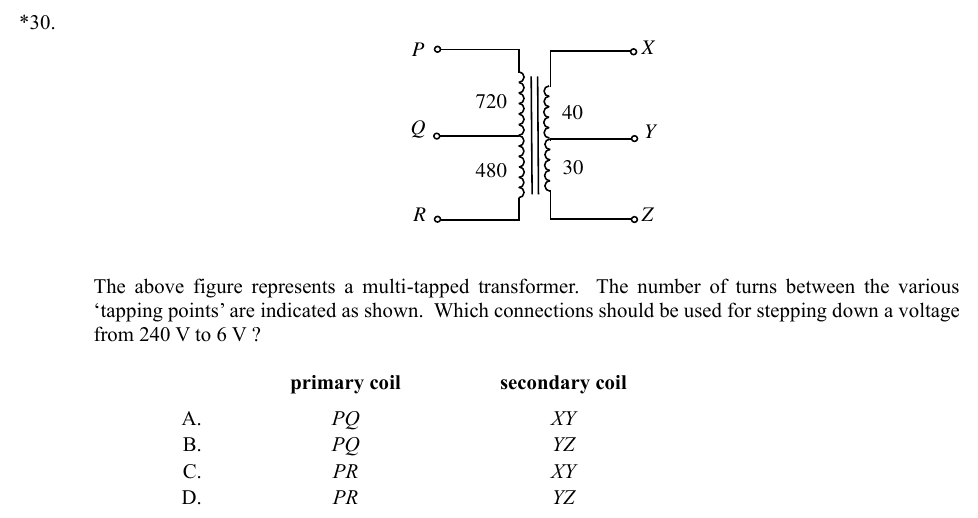 *30.
P X
720 40
Q Y
480 30
R Z
The above figure represents a multi-tapped transformer. The number of turns between the various
‘tapping points’ are indicated as shown. Which connections should be used for stepping down a voltage
from 240 V to 6 V ?
primary coil secondary coil
A. PQ XY
B. PQ YZ
C. PR XY
D. PR YZ